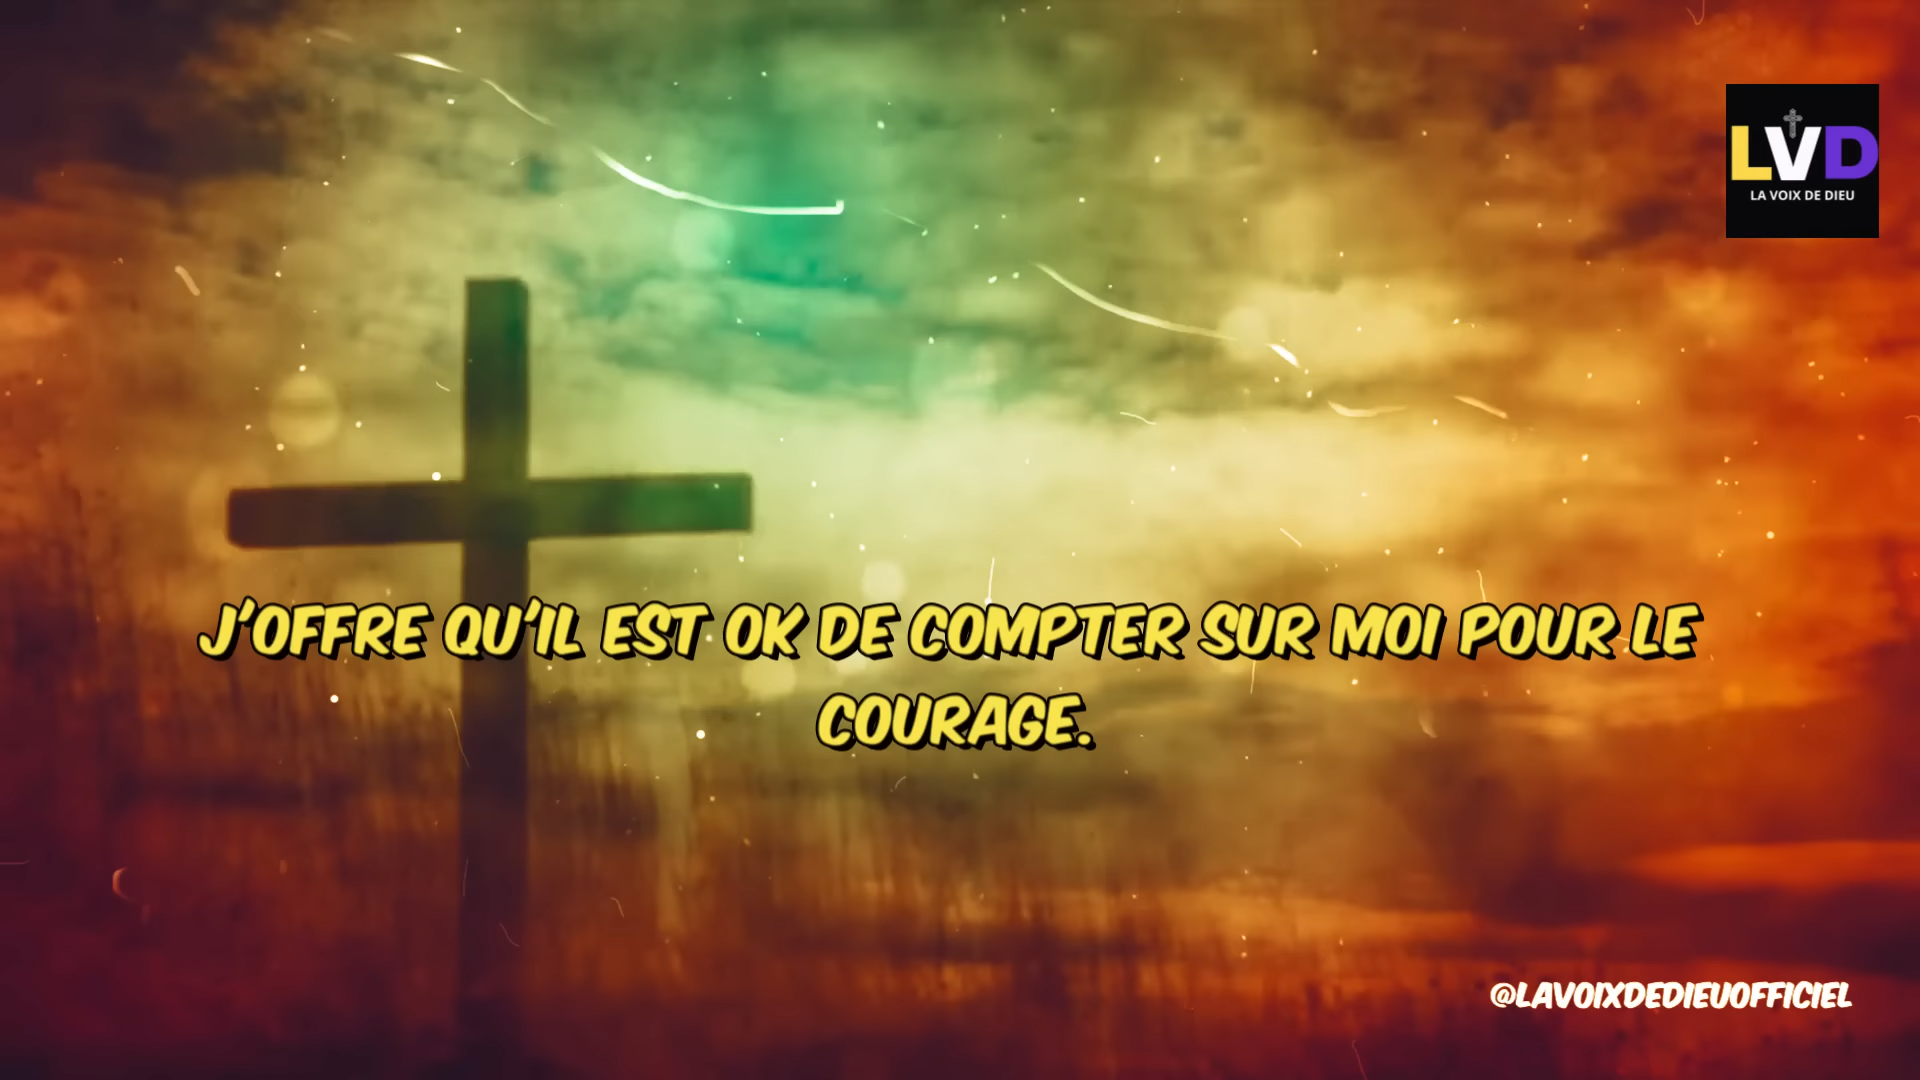 LVD
LA VOIX DE DIEU
J'OFFRE QU'IL EST OK DE COMPTER SUR MOI POUR LE
COURAGE.
@LAVOIXDEDIEUOFFICIEL